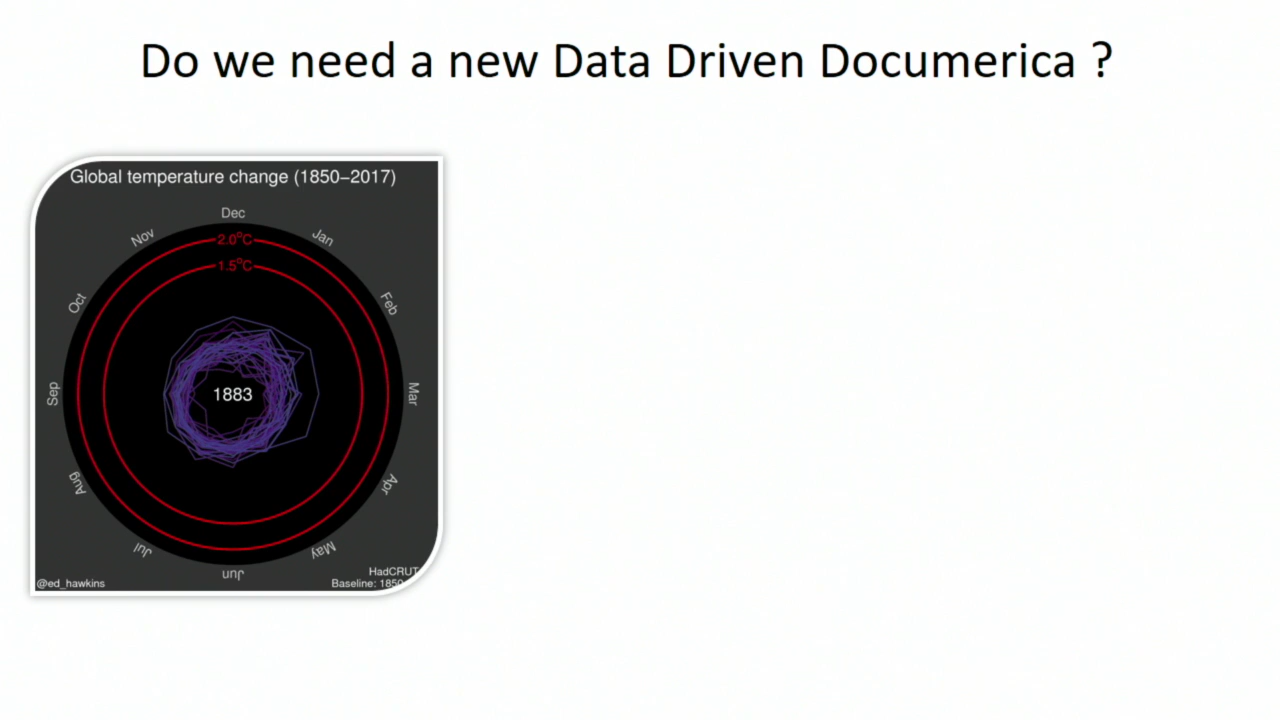 Do we need a new Data Driven Documerica ?
Global temperature change (1850–2017)
Dec
Nov
Jan
2.0°C
1.5°C
Oct
Feb
Sep
1883
Mar
Aug
Apr
Jul
May
Jun
HadCRUT
@ed_hawkins
Baseline: 1850